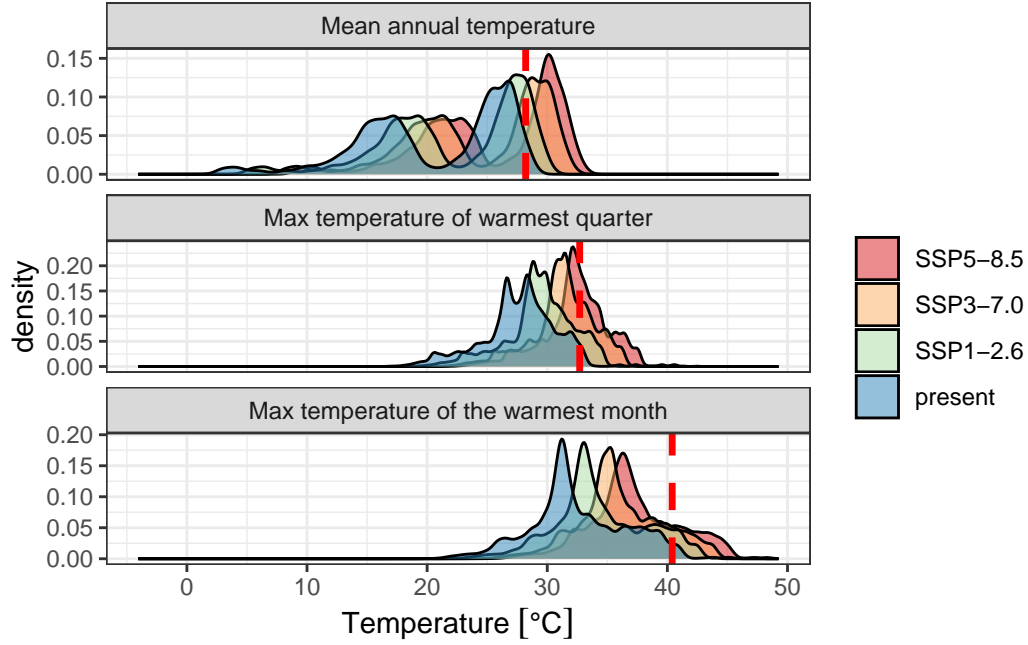 Mean annual temperature
0.15
0.10
0.05
0.00
Max temperature of warmest quarter
0.20
0.15
0.10
0.05
0.00
Max temperature of the warmest month
0.20
0.15
0.10
0.05
0.00
density
0 10 20 30 40 50
Temperature [°C]
SSP5−8.5
SSP3−7.0
SSP1−2.6
present